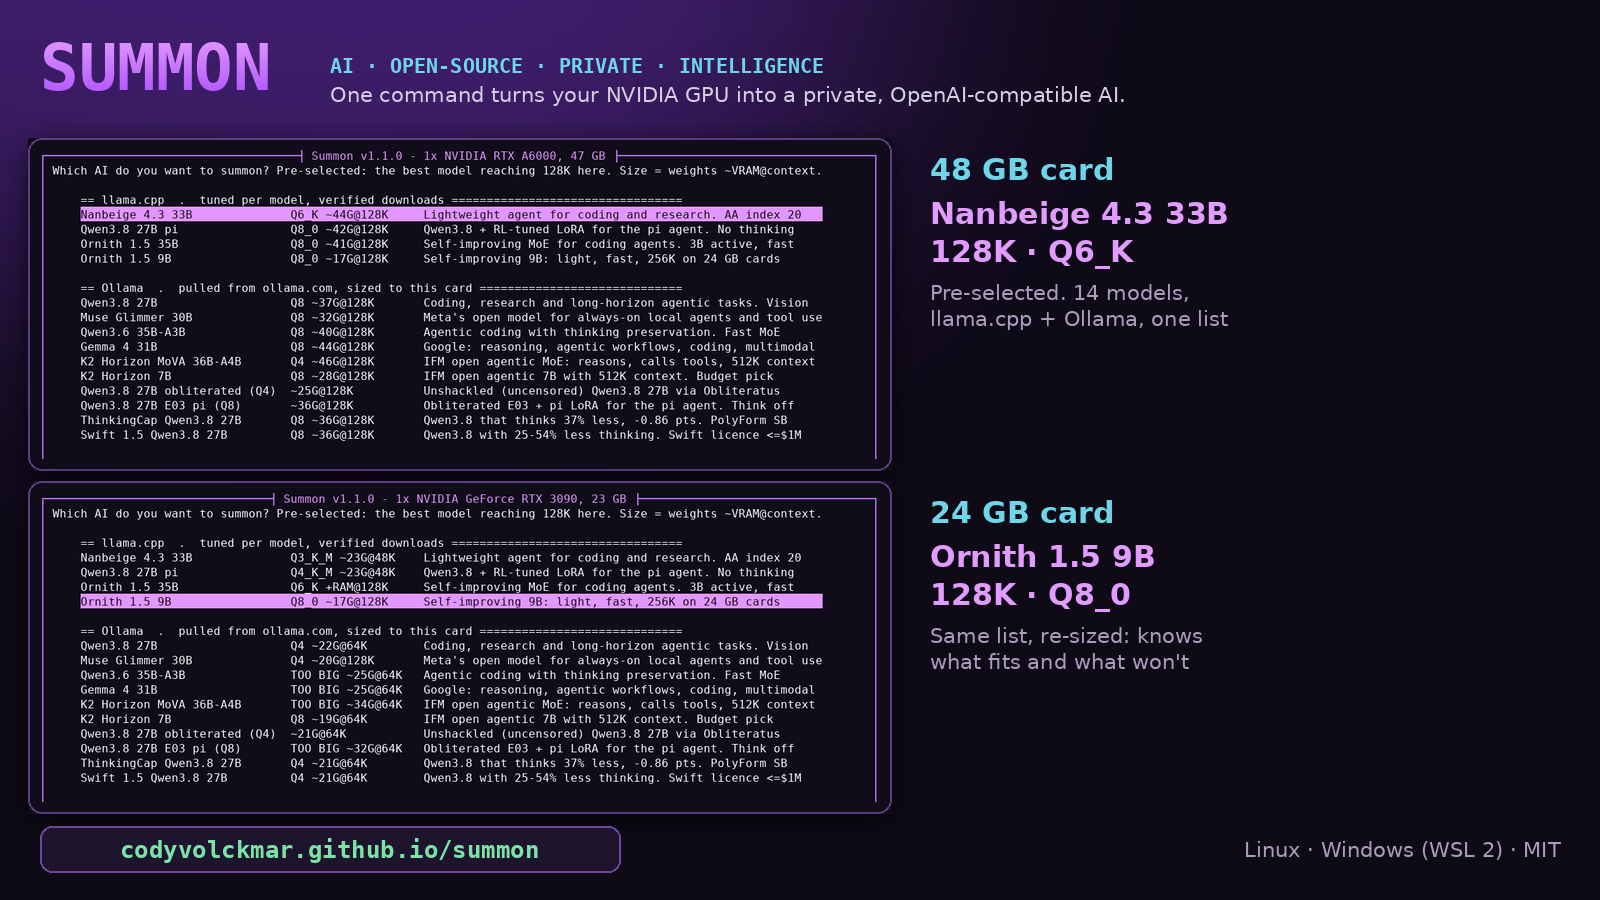 SUMMON
AI · OPEN-SOURCE · PRIVATE · INTELLIGENCE
One command turns your NVIDIA GPU into a private, OpenAI-compatible AI.
Summon v1.1.0 - 1x NVIDIA RTX A6000, 47 GB
Which AI do you want to summon? Pre-selected: the best model reaching 128K here. Size = weights ~VRAM@context.
== llama.cpp . tuned per model, verified downloads =================================
Nanbeige 4.3 33B Q6_K ~44G@128K Lightweight agent for coding and research. AA index 20
Qwen3.8 27B pi Q8_0 ~42G@128K Qwen3.8 + RL-tuned LoRA for the pi agent. No thinking
Ornith 1.5 35B Q8_0 ~41G@128K Self-improving MoE for coding agents. 3B active, fast
Ornith 1.5 9B Q8_0 ~17G@128K Self-improving 9B: light, fast, 256K on 24 GB cards
== Ollama . pulled from ollama.com, sized to this card =============================
Qwen3.8 27B Q8 ~37G@128K Coding, research and long-horizon agentic tasks. Vision
Muse Glimmer 30B Q8 ~32G@128K Meta's open model for always-on local agents and tool use
Qwen3.6 35B-A3B Q8 ~40G@128K Agentic coding with thinking preservation. Fast MoE
Gemma 4 31B Q8 ~44G@128K Google: reasoning, agentic workflows, coding, multimodal
K2 Horizon MoVA 36B-A4B Q4 ~46G@128K IFM open agentic MoE: reasons, calls tools, 512K context
K2 Horizon 7B Q8 ~28G@128K IFM open agentic 7B with 512K context. Budget pick
Qwen3.8 27B obliterated (Q4) ~25G@128K Unshackled (uncensored) Qwen3.8 27B via Obliteratus
Qwen3.8 27B E03 pi (Q8) ~36G@128K Obliterated E03 + pi LoRA for the pi agent. Think off
ThinkingCap Qwen3.8 27B Q8 ~36G@128K Qwen3.8 that thinks 37% less, -0.86 pts. PolyForm SB
Swift 1.5 Qwen3.8 27B Q8 ~36G@128K Qwen3.8 with 25-54% less thinking. Swift licence <=$1M
48 GB card
Nanbeige 4.3 33B
128K · Q6_K
Pre-selected. 14 models,
llama.cpp + Ollama, one list
Summon v1.1.0 - 1x NVIDIA GeForce RTX 3090, 23 GB
Which AI do you want to summon? Pre-selected: the best model reaching 128K here. Size = weights ~VRAM@context.
== llama.cpp . tuned per model, verified downloads =================================
Nanbeige 4.3 33B Q3_K_M ~23G@48K Lightweight agent for coding and research. AA index 20
Qwen3.8 27B pi Q4_K_M ~23G@48K Qwen3.8 + RL-tuned LoRA for the pi agent. No thinking
Ornith 1.5 35B Q6_K +RAM@128K Self-improving MoE for coding agents. 3B active, fast
Ornith 1.5 9B Q8_0 ~17G@128K Self-improving 9B: light, fast, 256K on 24 GB cards
== Ollama . pulled from ollama.com, sized to this card =============================
Qwen3.8 27B Q4 ~22G@64K Coding, research and long-horizon agentic tasks. Vision
Muse Glimmer 30B Q4 ~20G@128K Meta's open model for always-on local agents and tool use
Qwen3.6 35B-A3B TOO BIG ~25G@64K Agentic coding with thinking preservation. Fast MoE
Gemma 4 31B TOO BIG ~25G@64K Google: reasoning, agentic workflows, coding, multimodal
K2 Horizon MoVA 36B-A4B TOO BIG ~34G@64K IFM open agentic MoE: reasons, calls tools, 512K context
K2 Horizon 7B Q8 ~19G@64K IFM open agentic 7B with 512K context. Budget pick
Qwen3.8 27B obliterated (Q4) ~21G@64K Unshackled (uncensored) Qwen3.8 27B via Obliteratus
Qwen3.8 27B E03 pi (Q8) TOO BIG ~32G@64K Obliterated E03 + pi LoRA for the pi agent. Think off
ThinkingCap Qwen3.8 27B Q4 ~21G@64K Qwen3.8 that thinks 37% less, -0.86 pts. PolyForm SB
Swift 1.5 Qwen3.8 27B Q4 ~21G@64K Qwen3.8 with 25-54% less thinking. Swift licence <=$1M
24 GB card
Ornith 1.5 9B
128K · Q8_0
Same list, re-sized: knows
what fits and what won't
codyvolckmar.github.io/summon
Linux · Windows (WSL 2) · MIT